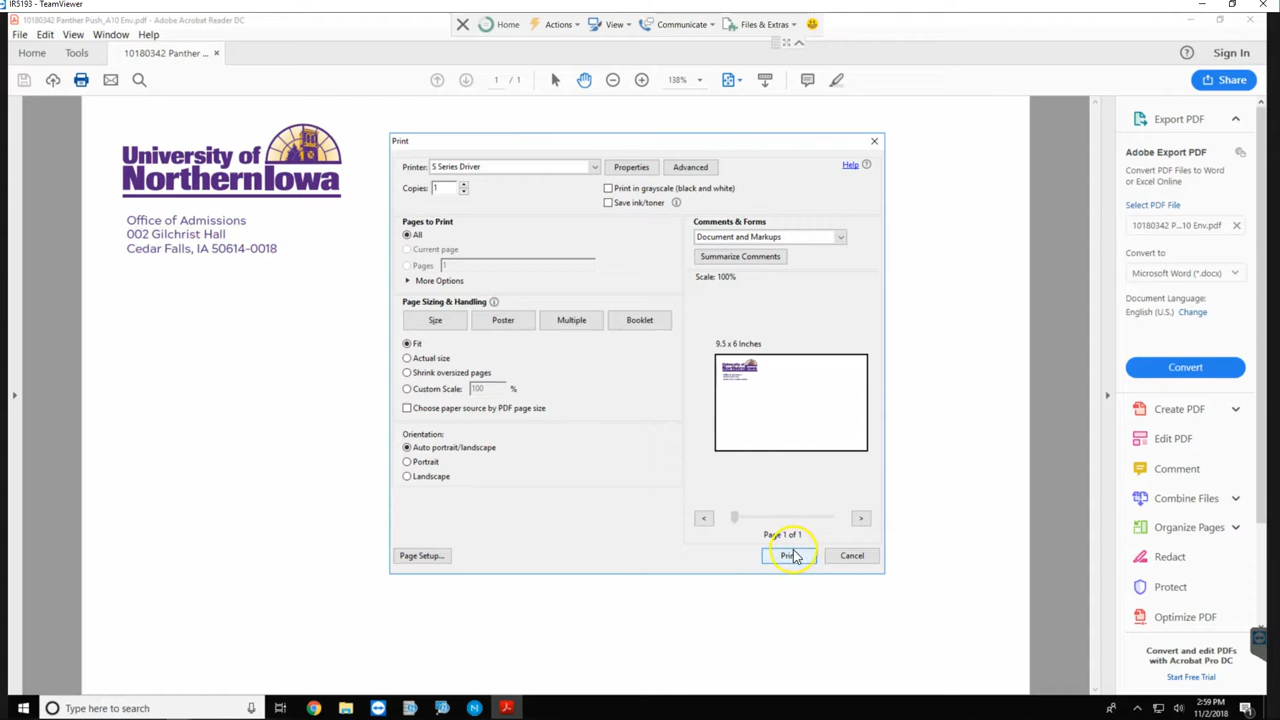 IR5193 - TeamViewer
10180342 Panther Push_A10 Env.pdf - Adobe Acrobat Reader DC
Home Actions View Communicate Files & Extras
File Edit View Window Help
Home Tools 10180342 Panther ... × Sign In
1 / 1 138% Share
University of
Northern Iowa
Office of Admissions
002 Gilchrist Hall
Cedar Falls, IA 50614-0018
Print
Printer: S Series Driver Properties Advanced Help
Copies: 1 Print in grayscale (black and white)
Save ink/toner
Pages to Print
All
Current page
Pages 1
More Options
Page Sizing & Handling
Size Poster Multiple Booklet
Fit
Actual size
Shrink oversized pages
Custom Scale: 100 %
Choose paper source by PDF page size
Orientation:
Auto portrait/landscape
Portrait
Landscape
Comments & Forms
Document and Markups
Summarize Comments
Scale: 100%
9.5 x 6 Inches
University of
Northern Iowa
< >
Page 1 of 1
Page Setup... Print Cancel
Export PDF
Adobe Export PDF
Convert PDF Files to Word
or Excel Online
Select PDF File
10180342 P...10 Env.pdf
Convert to
Microsoft Word (*.docx)
Document Language:
English (U.S.) Change
Convert
Create PDF
Edit PDF
Comment
Combine Files
Organize Pages
Redact
Protect
Optimize PDF
Convert and edit PDFs
with Acrobat Pro DC
Start Free Trial
Type here to search
2:59 PM
11/2/2018